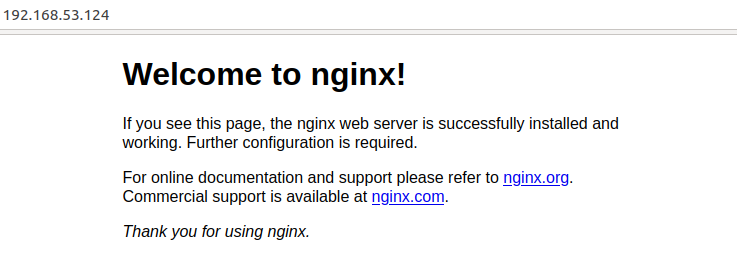 192.168.53.124
Welcome to nginx!
If you see this page, the nginx web server is successfully installed and
working. Further configuration is required.
For online documentation and support please refer to nginx.org.
Commercial support is available at nginx.com.
Thank you for using nginx.